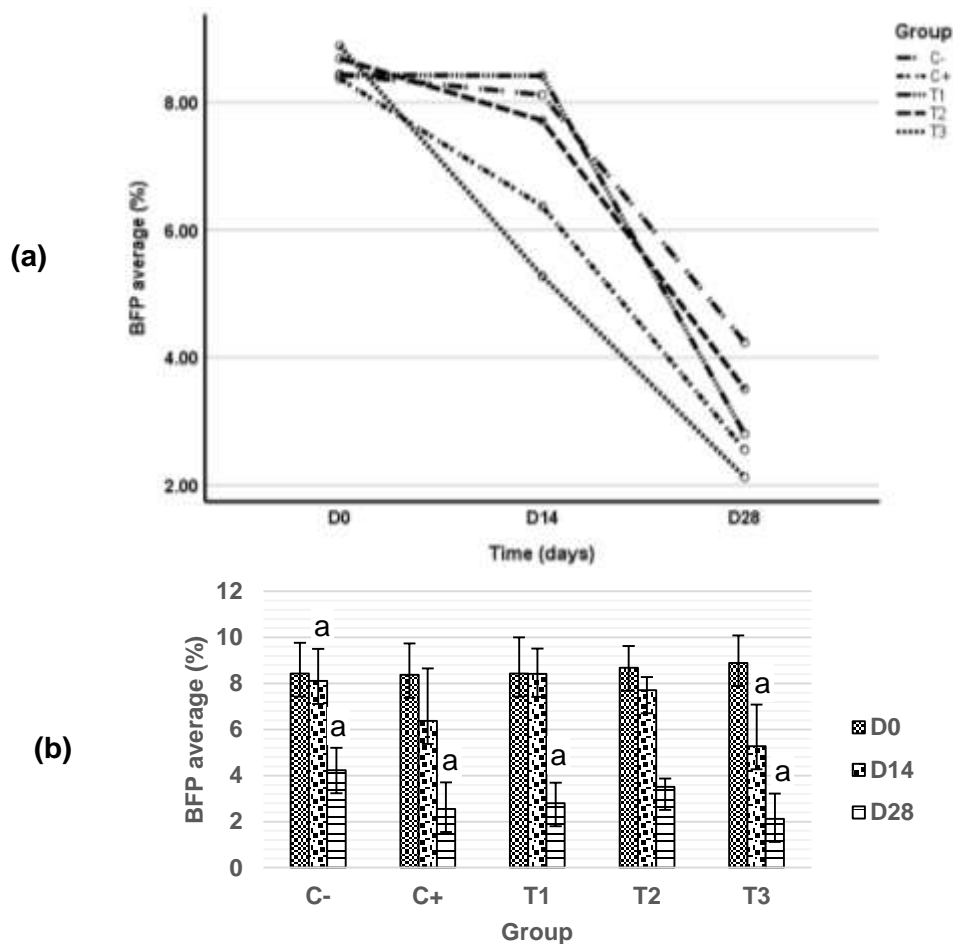 Group
C-
C+
T1
T2
T3
8.00
6.00
4.00
2.00
BFP average (%)
(a)
D0 D14 D28
Time (days)
12
10
8
6
4
2
0
BFP average (%)
(b)
a
a
a
a
a
a
D0
D14
D28
C- C+ T1 T2 T3
Group